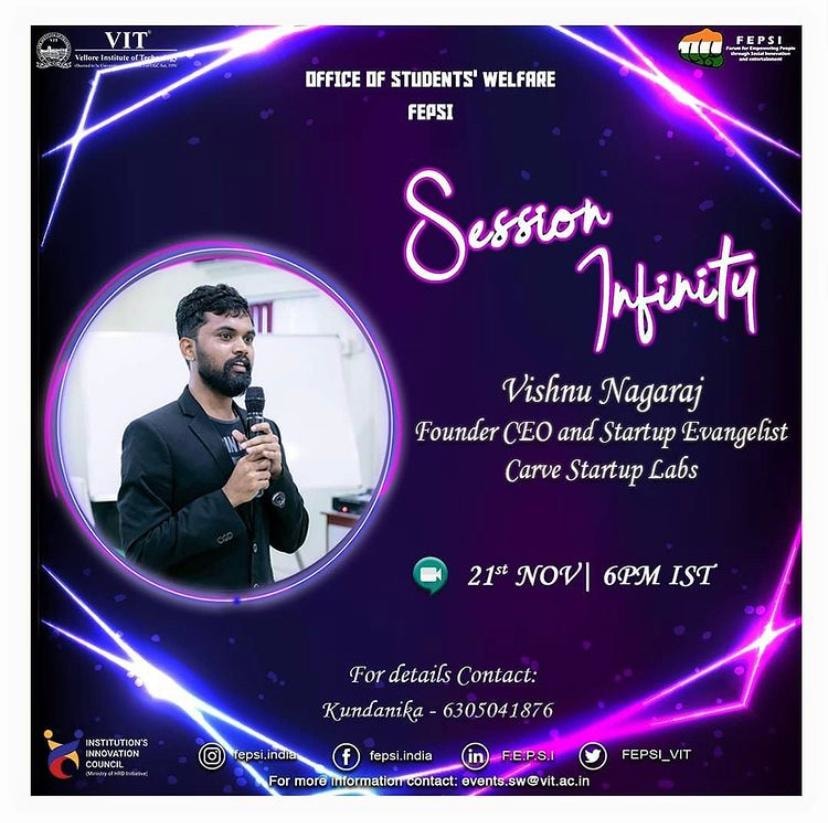 VIT
Vellore Institute of Technology
FEPSI
Forum for Empowering People
through Social Innovation
and entertainment
OFFICE OF STUDENTS' WELFARE
FEPSI
Session
Infinity
Vishnu Nagaraj
Founder CEO and Startup Evangelist
Carve Startup Labs
21st NOV| 6PM IST
For details Contact:
Kundanika - 6305041876
INSTITUTION'S
INNOVATION
COUNCIL
(Ministry of HRD Initiative)
fepsi.india fepsi.india F.E.P.S.I FEPSI_VIT
For more information contact: events.sw@vit.ac.in